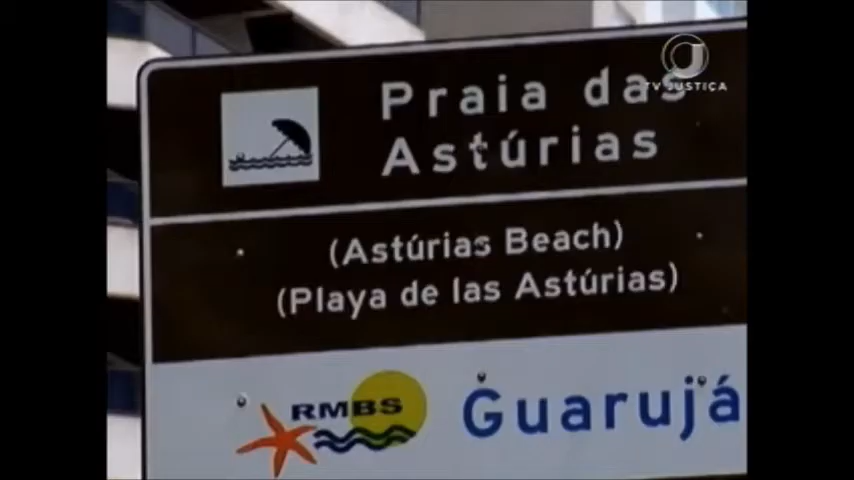 TV JUSTIÇA
Praia das
Astúrias
(Astúrias Beach)
(Playa de las Astúrias)
RMBS
Guarujá